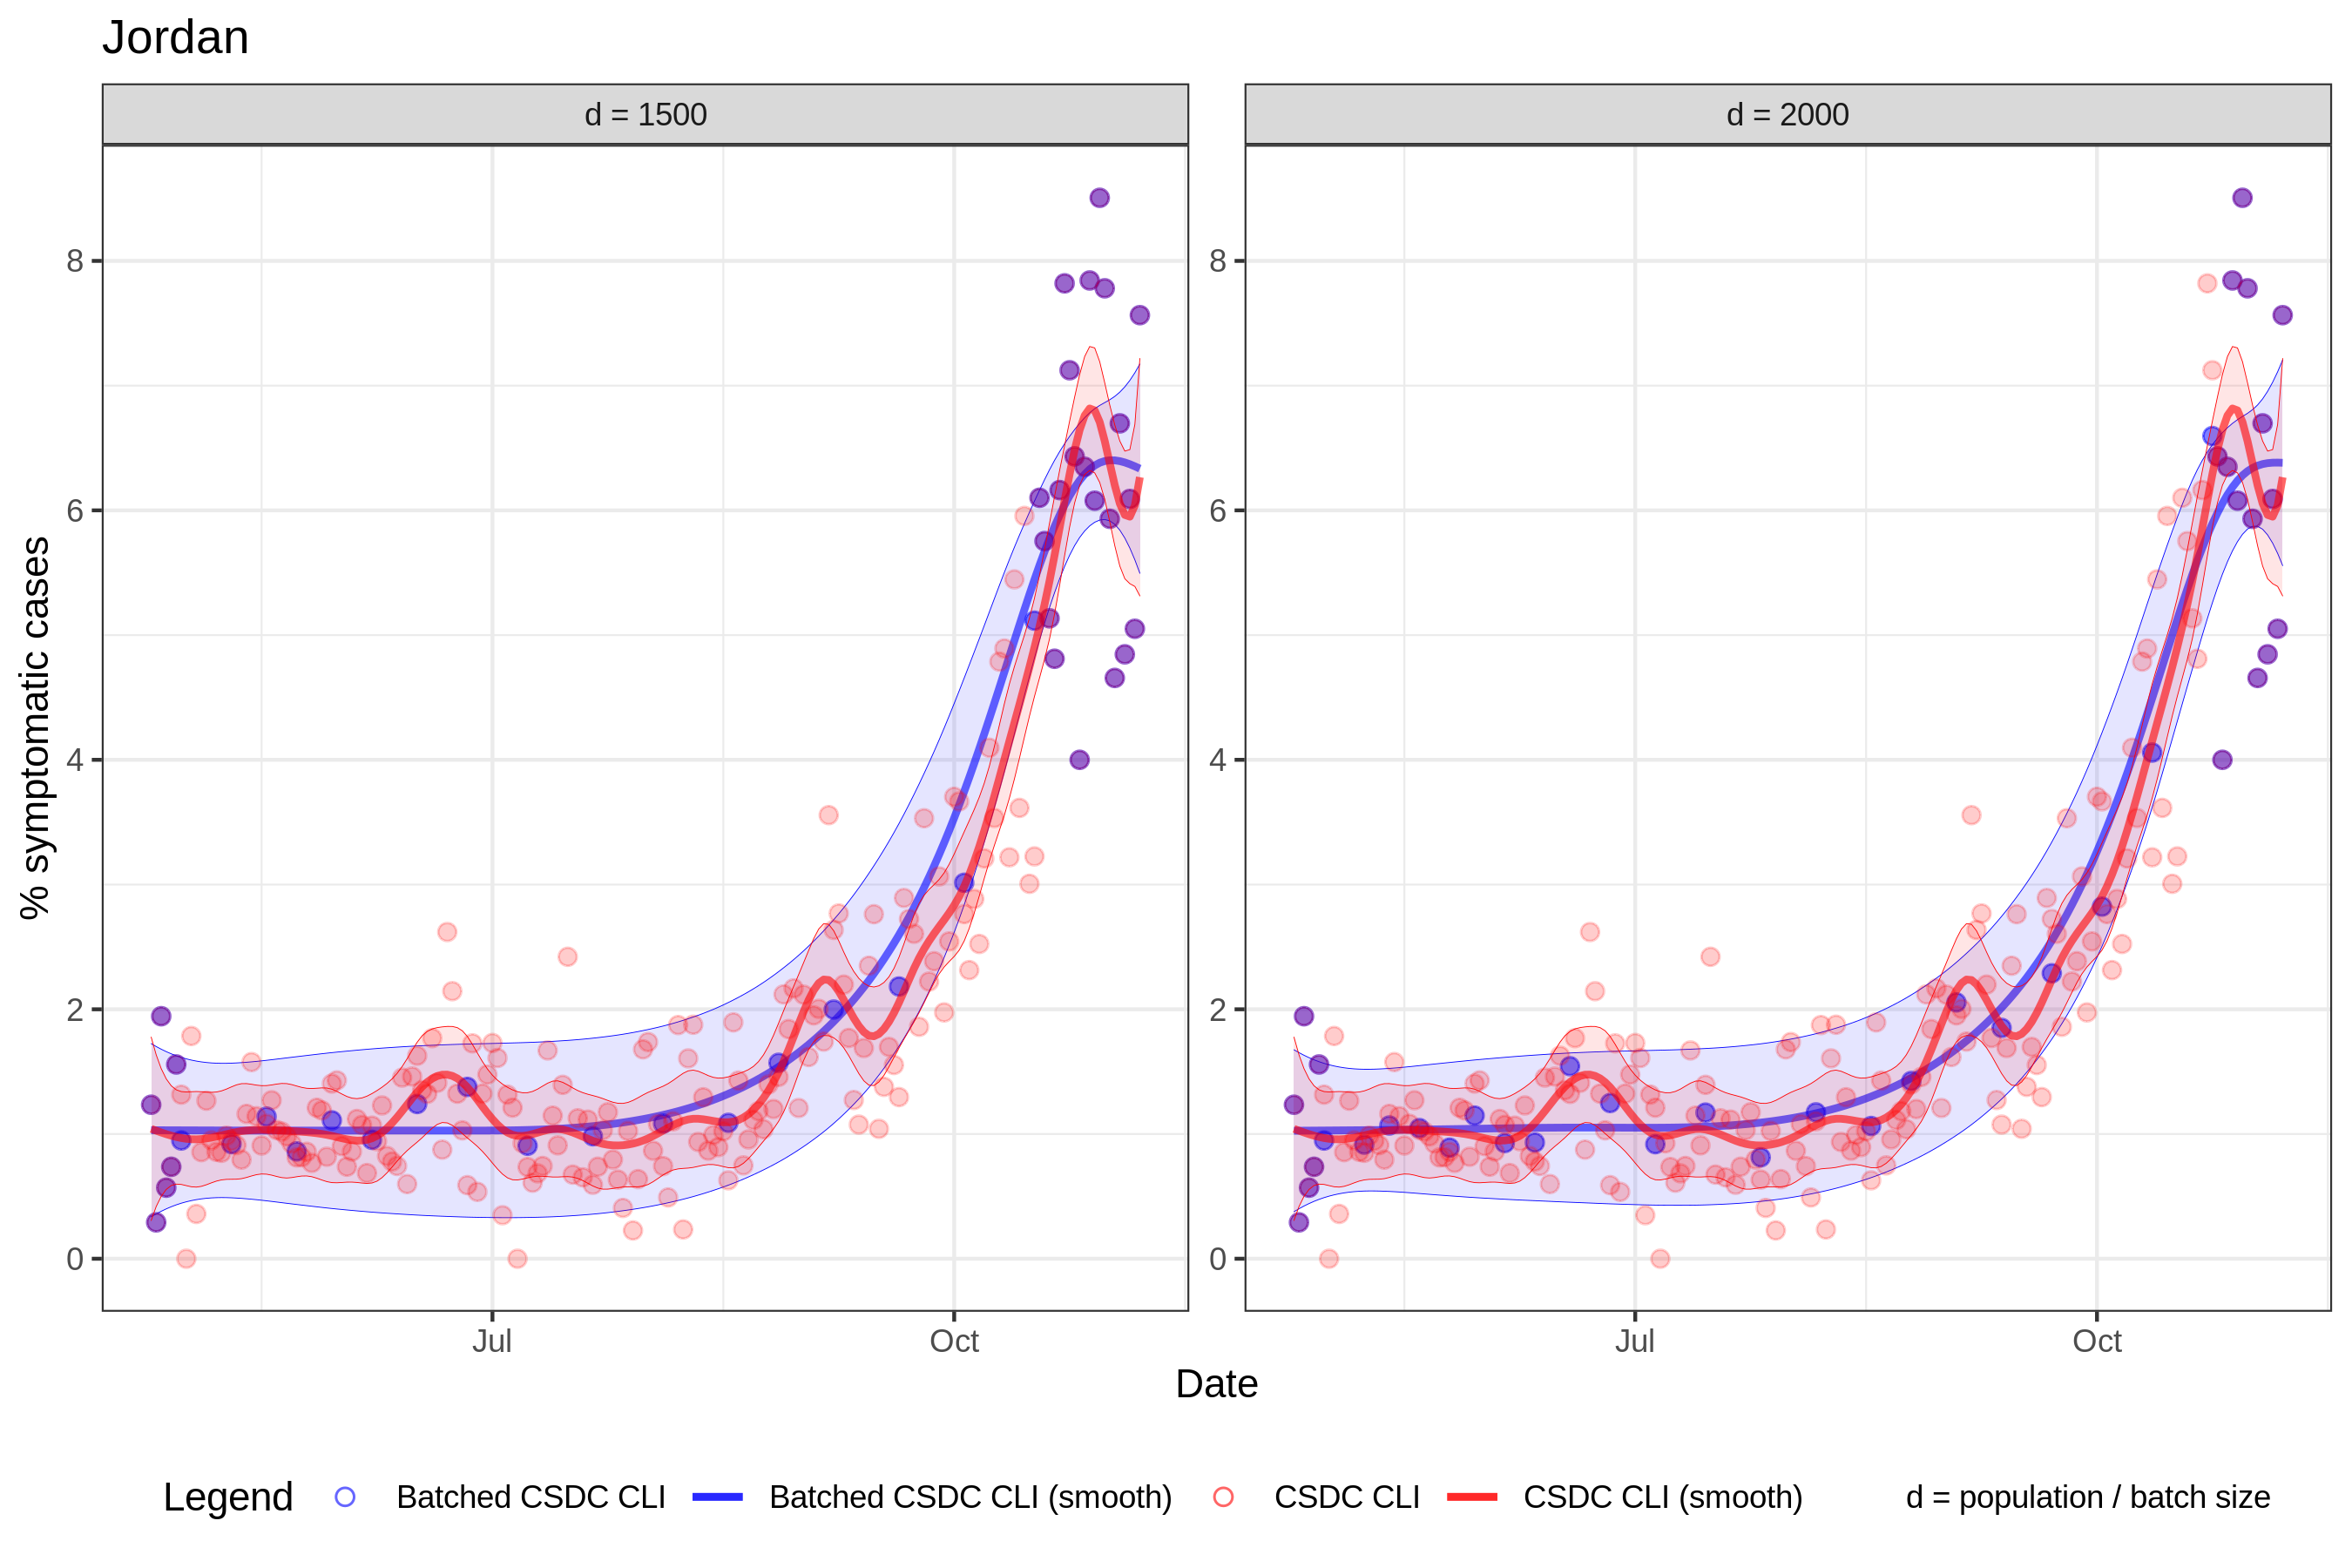 Jordan
d = 1500
d = 2000
% symptomatic cases
8
6
4
2
0
8
6
4
2
0
Jul
Oct
Jul
Oct
Date
Legend
Batched CSDC CLI
Batched CSDC CLI (smooth)
CSDC CLI
CSDC CLI (smooth)
d = population / batch size